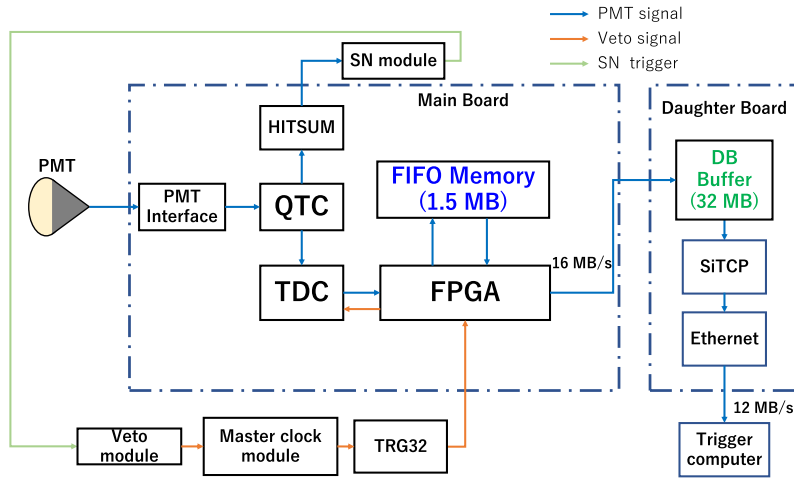 PMT signal
Veto signal
SN trigger
SN module
Main Board
Daughter Board
HITSUM
PMT
PMT
Interface
QTC
FIFO Memory
(1.5 MB)
DB
Buffer
(32 MB)
TDC
FPGA
16 MB/s
SiTCP
Ethernet
12 MB/s
Veto
module
Master clock
module
TRG32
Trigger
computer